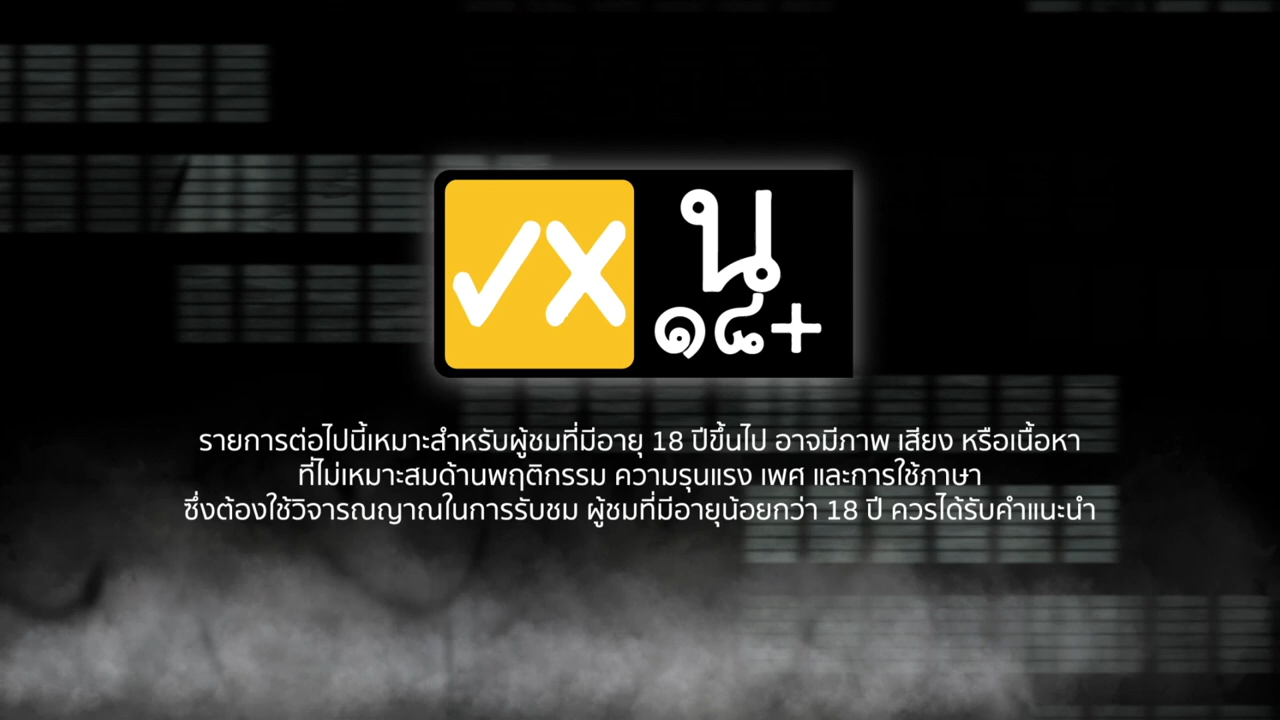 น
๑๘+
รายการต่อไปนี้เหมาะสำหรับผู้ชมที่มีอายุ 18 ปีขึ้นไป อาจมีภาพ เสียง หรือเนื้อหา
ที่ไม่เหมาะสมด้านพฤติกรรม ความรุนแรง เพศ และการใช้ภาษา
ซึ่งต้องใช้วิจารณญาณในการรับชม ผู้ชมที่มีอายุน้อยกว่า 18 ปี ควรได้รับคำแนะนำ